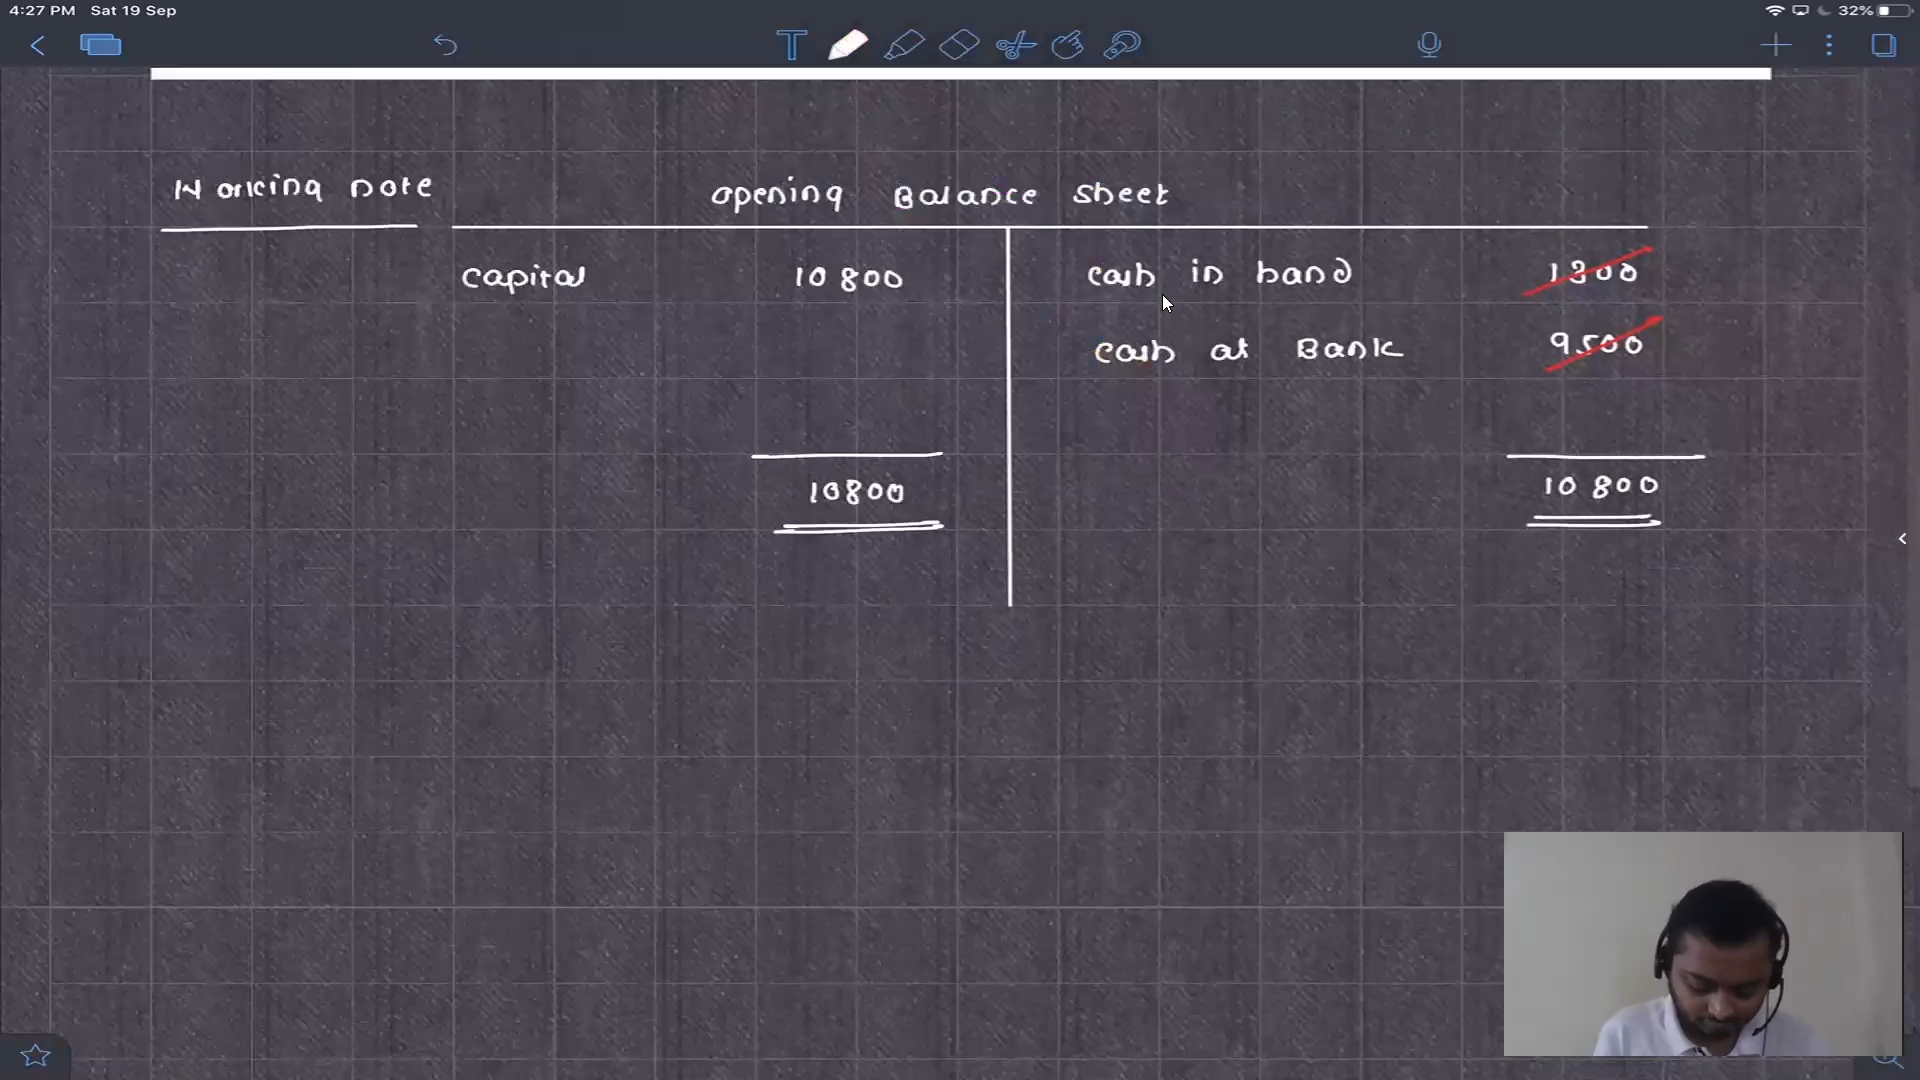 4:27 PM Sat 19 Sep 32%
T
Working Note
Opening Balance Sheet
Capital 10 800 cash in hand 1300
cash at Bank 9500
10800 10 800